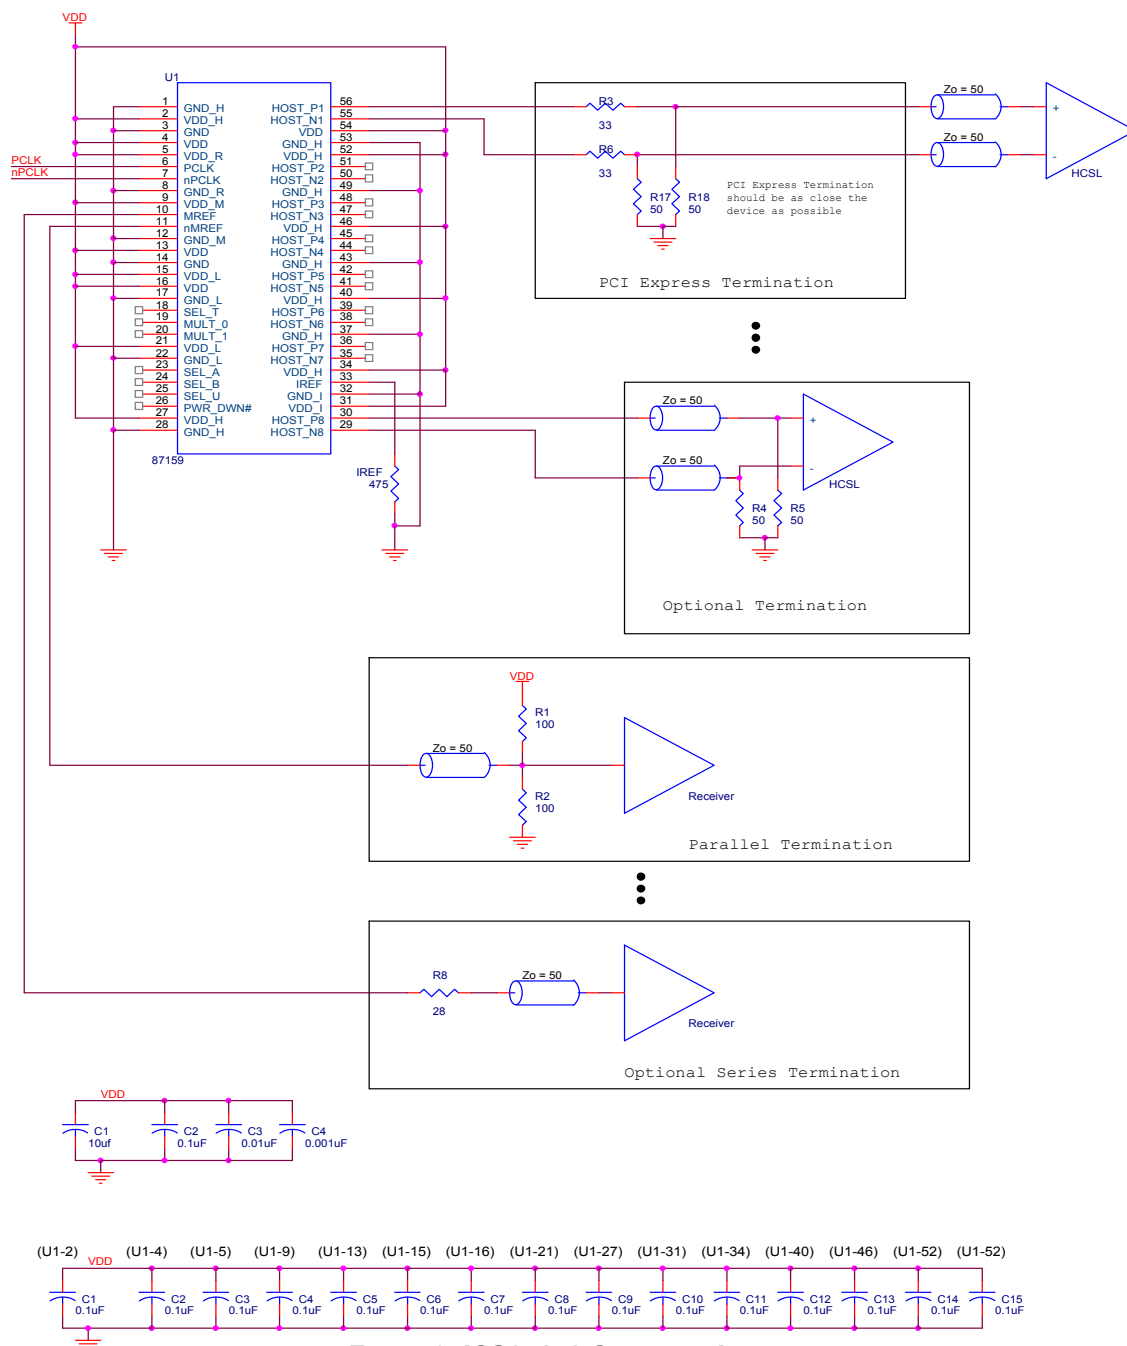 VDD
U1
1 GND_H HOST_P1 56
2 VDD_H HOST_N1 55
3 GND VDD 54
4 VDD GND_H 53
5 VDD_R VDD_H 52
PCLK 6 PCLK HOST_P2 51
nPCLK 7 nPCLK HOST_N2 50
8 GND_R GND_H 49
9 VDD_M HOST_P3 48
10 MREF HOST_N3 47
11 nMREF VDD_H 46
12 GND_M HOST_P4 45
13 VDD HOST_N4 44
14 GND GND_H 43
15 VDD_L HOST_P5 42
16 VDD HOST_N5 41
17 GND_L VDD_H 40
18 SEL_T HOST_P6 39
19 MULT_0 HOST_N6 38
20 MULT_1 GND_H 37
21 VDD_L HOST_P7 36
22 GND_L HOST_N7 35
23 SEL_A VDD_H 34
24 SEL_B IREF 33
25 SEL_U GND_I 32
26 PWR_DWN# VDD_I 31
27 VDD_H HOST_P8 30
28 GND_H HOST_N8 29
87159
IREF
475
R3
33
R6
33
R17
50
R18
50
PCI Express Termination
should be as close the
device as possible
PCI Express Termination
Zo = 50
Zo = 50
+
-
HCSL
Zo = 50
Zo = 50
+
-
HCSL
R4
50
R5
50
Optional Termination
VDD
R1
100
Zo = 50
R2
100
Receiver
Parallel Termination
R8
28
Zo = 50
Receiver
Optional Series Termination
VDD
C1
10uf
C2
0.1uF
C3
0.01uF
C4
0.001uF
(U1-2) (U1-4) (U1-5) (U1-9) (U1-13) (U1-15) (U1-16) (U1-21) (U1-27) (U1-31) (U1-34) (U1-40) (U1-46) (U1-52) (U1-52)
VDD
C1 C2 C3 C4 C5 C6 C7 C8 C9 C10 C11 C12 C13 C14 C15
0.1uF 0.1uF 0.1uF 0.1uF 0.1uF 0.1uF 0.1uF 0.1uF 0.1uF 0.1uF 0.1uF 0.1uF 0.1uF 0.1uF 0.1uF